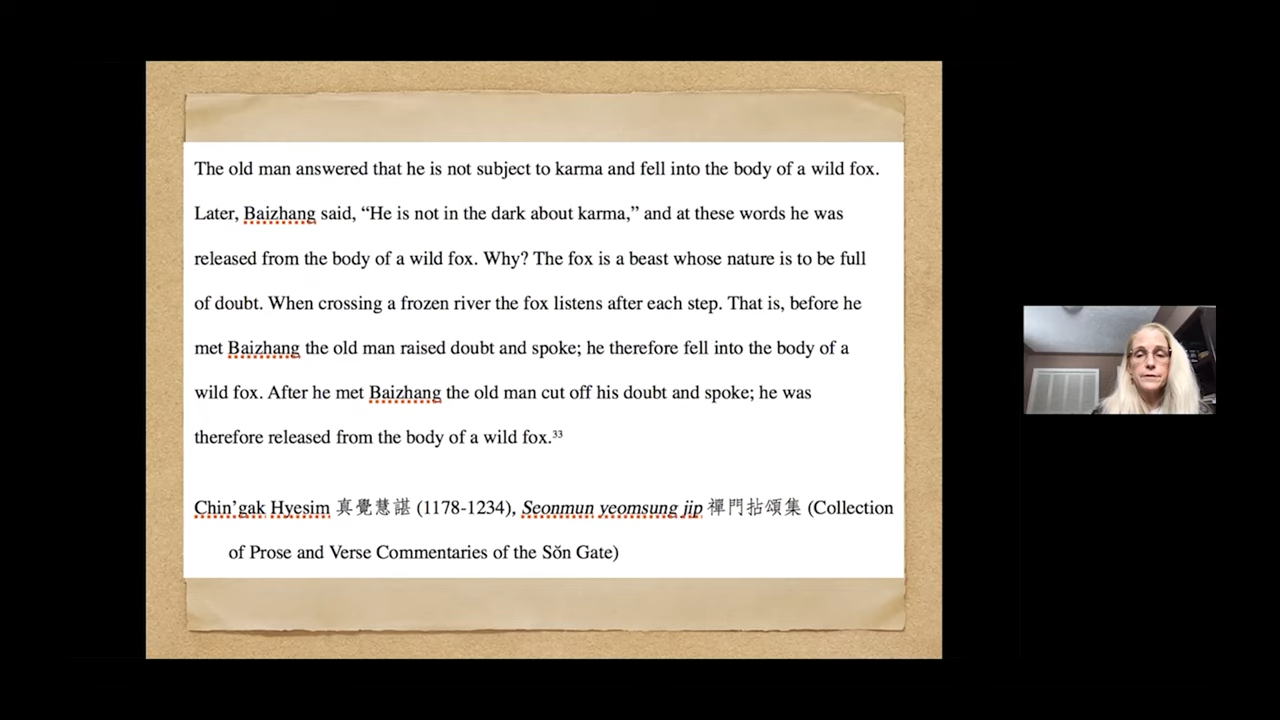 The old man answered that he is not subject to karma and fell into the body of a wild fox.
Later, Baizhang said, “He is not in the dark about karma,” and at these words he was
released from the body of a wild fox. Why? The fox is a beast whose nature is to be full
of doubt. When crossing a frozen river the fox listens after each step. That is, before he
met Baizhang the old man raised doubt and spoke; he therefore fell into the body of a
wild fox. After he met Baizhang the old man cut off his doubt and spoke; he was
therefore released from the body of a wild fox.³³
Chin’gak Hyesim 真覺慧諶 (1178-1234), Seonmun yeomsung jip 禪門拈頌集 (Collection
of Prose and Verse Commentaries of the Sŏn Gate)